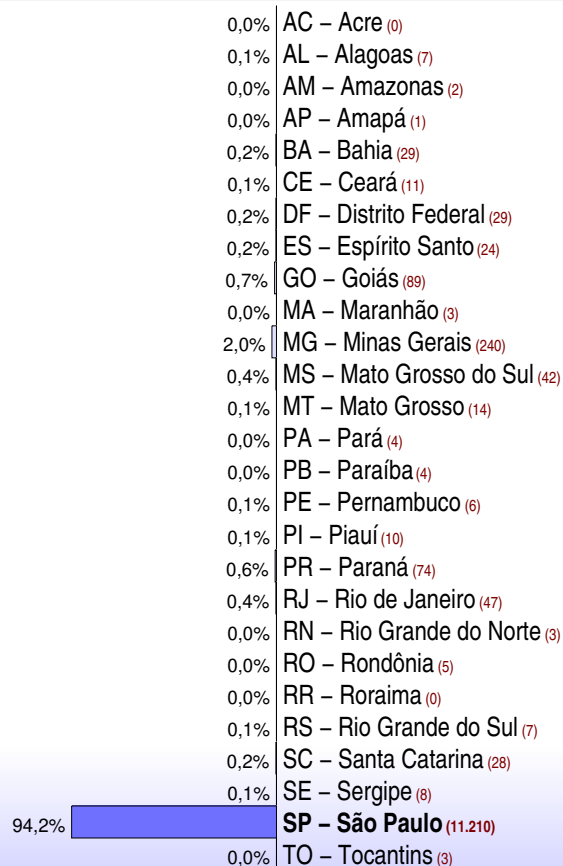 0,0% AC – Acre (0)
0,1% AL – Alagoas (7)
0,0% AM – Amazonas (2)
0,0% AP – Amapá (1)
0,2% BA – Bahia (29)
0,1% CE – Ceará (11)
0,2% DF – Distrito Federal (29)
0,2% ES – Espírito Santo (24)
0,7% GO – Goiás (89)
0,0% MA – Maranhão (3)
2,0% MG – Minas Gerais (240)
0,4% MS – Mato Grosso do Sul (42)
0,1% MT – Mato Grosso (14)
0,0% PA – Pará (4)
0,0% PB – Paraíba (4)
0,1% PE – Pernambuco (6)
0,1% PI – Piauí (10)
0,6% PR – Paraná (74)
0,4% RJ – Rio de Janeiro (47)
0,0% RN – Rio Grande do Norte (3)
0,0% RO – Rondônia (5)
0,0% RR – Roraima (0)
0,1% RS – Rio Grande do Sul (7)
0,2% SC – Santa Catarina (28)
0,1% SE – Sergipe (8)
94,2% SP – São Paulo (11.210)
0,0% TO – Tocantins (3)